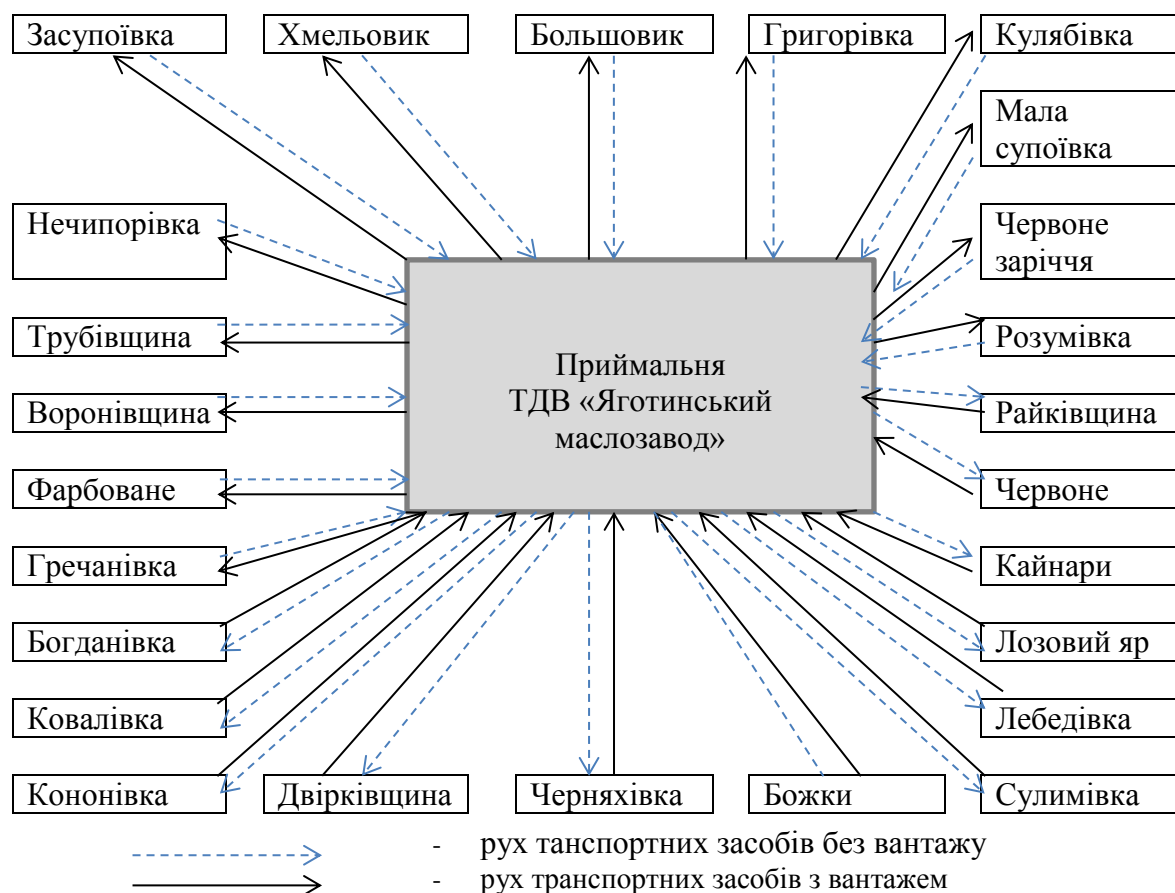 Засупоївка
Хмельовик
Большовик
Григорівка
Кулябівка
Мала
супоївка
Нечипорівка
Червоне
заріччя
Трубівщина
Розумівка
Приймальня
ТДВ «Яготинський
маслозавод»
Воронівщина
Райківщина
Фарбоване
Червоне
Гречанівка
Кайнари
Богданівка
Лозовий яр
Ковалівка
Лебедівка
Кононівка
Двірківщина
Черняхівка
Божки
Сулимівка
- рух танспортних засобів без вантажу
- рух транспортних засобів з вантажем